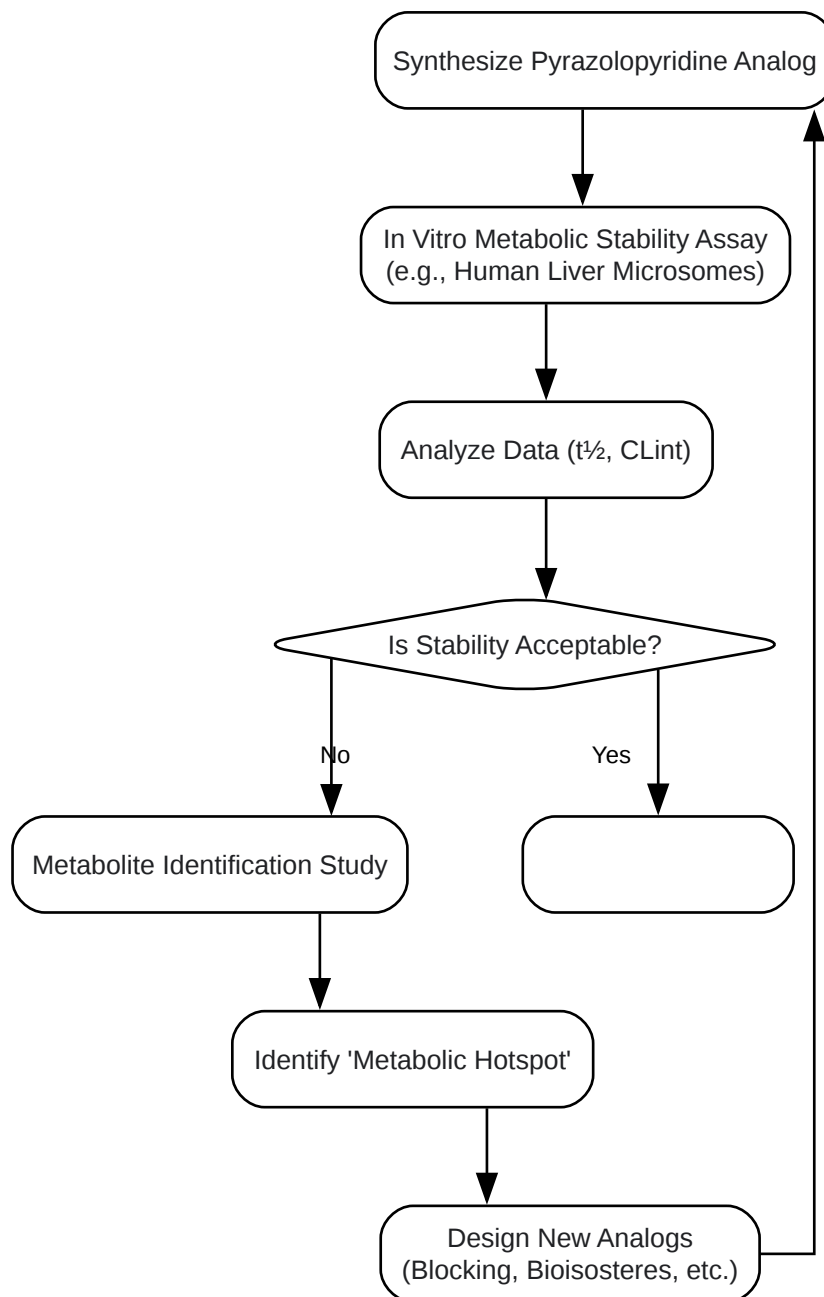 Synthesize Pyrazolopyridine Analog
In Vitro Metabolic Stability Assay
(e.g., Human Liver Microsomes)
Analyze Data (t½, CLint)
Is Stability Acceptable?
No
Yes
Metabolite Identification Study
Identify 'Metabolic Hotspot'
Design New Analogs
(Blocking, Bioisosteres, etc.)